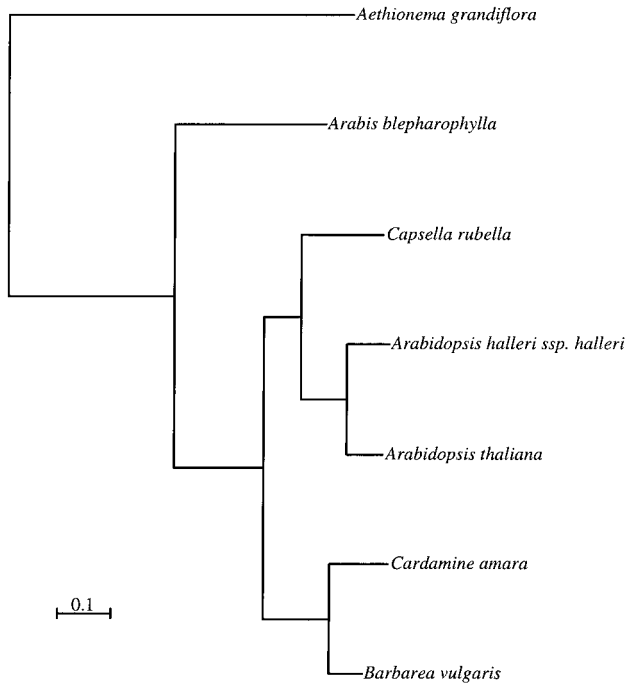 Aethionema grandiflora
Arabis blepharophylla
Capsella rubella
Arabidopsis halleri ssp. halleri
Arabidopsis thaliana
Cardamine amara
0.1
Barbarea vulgaris